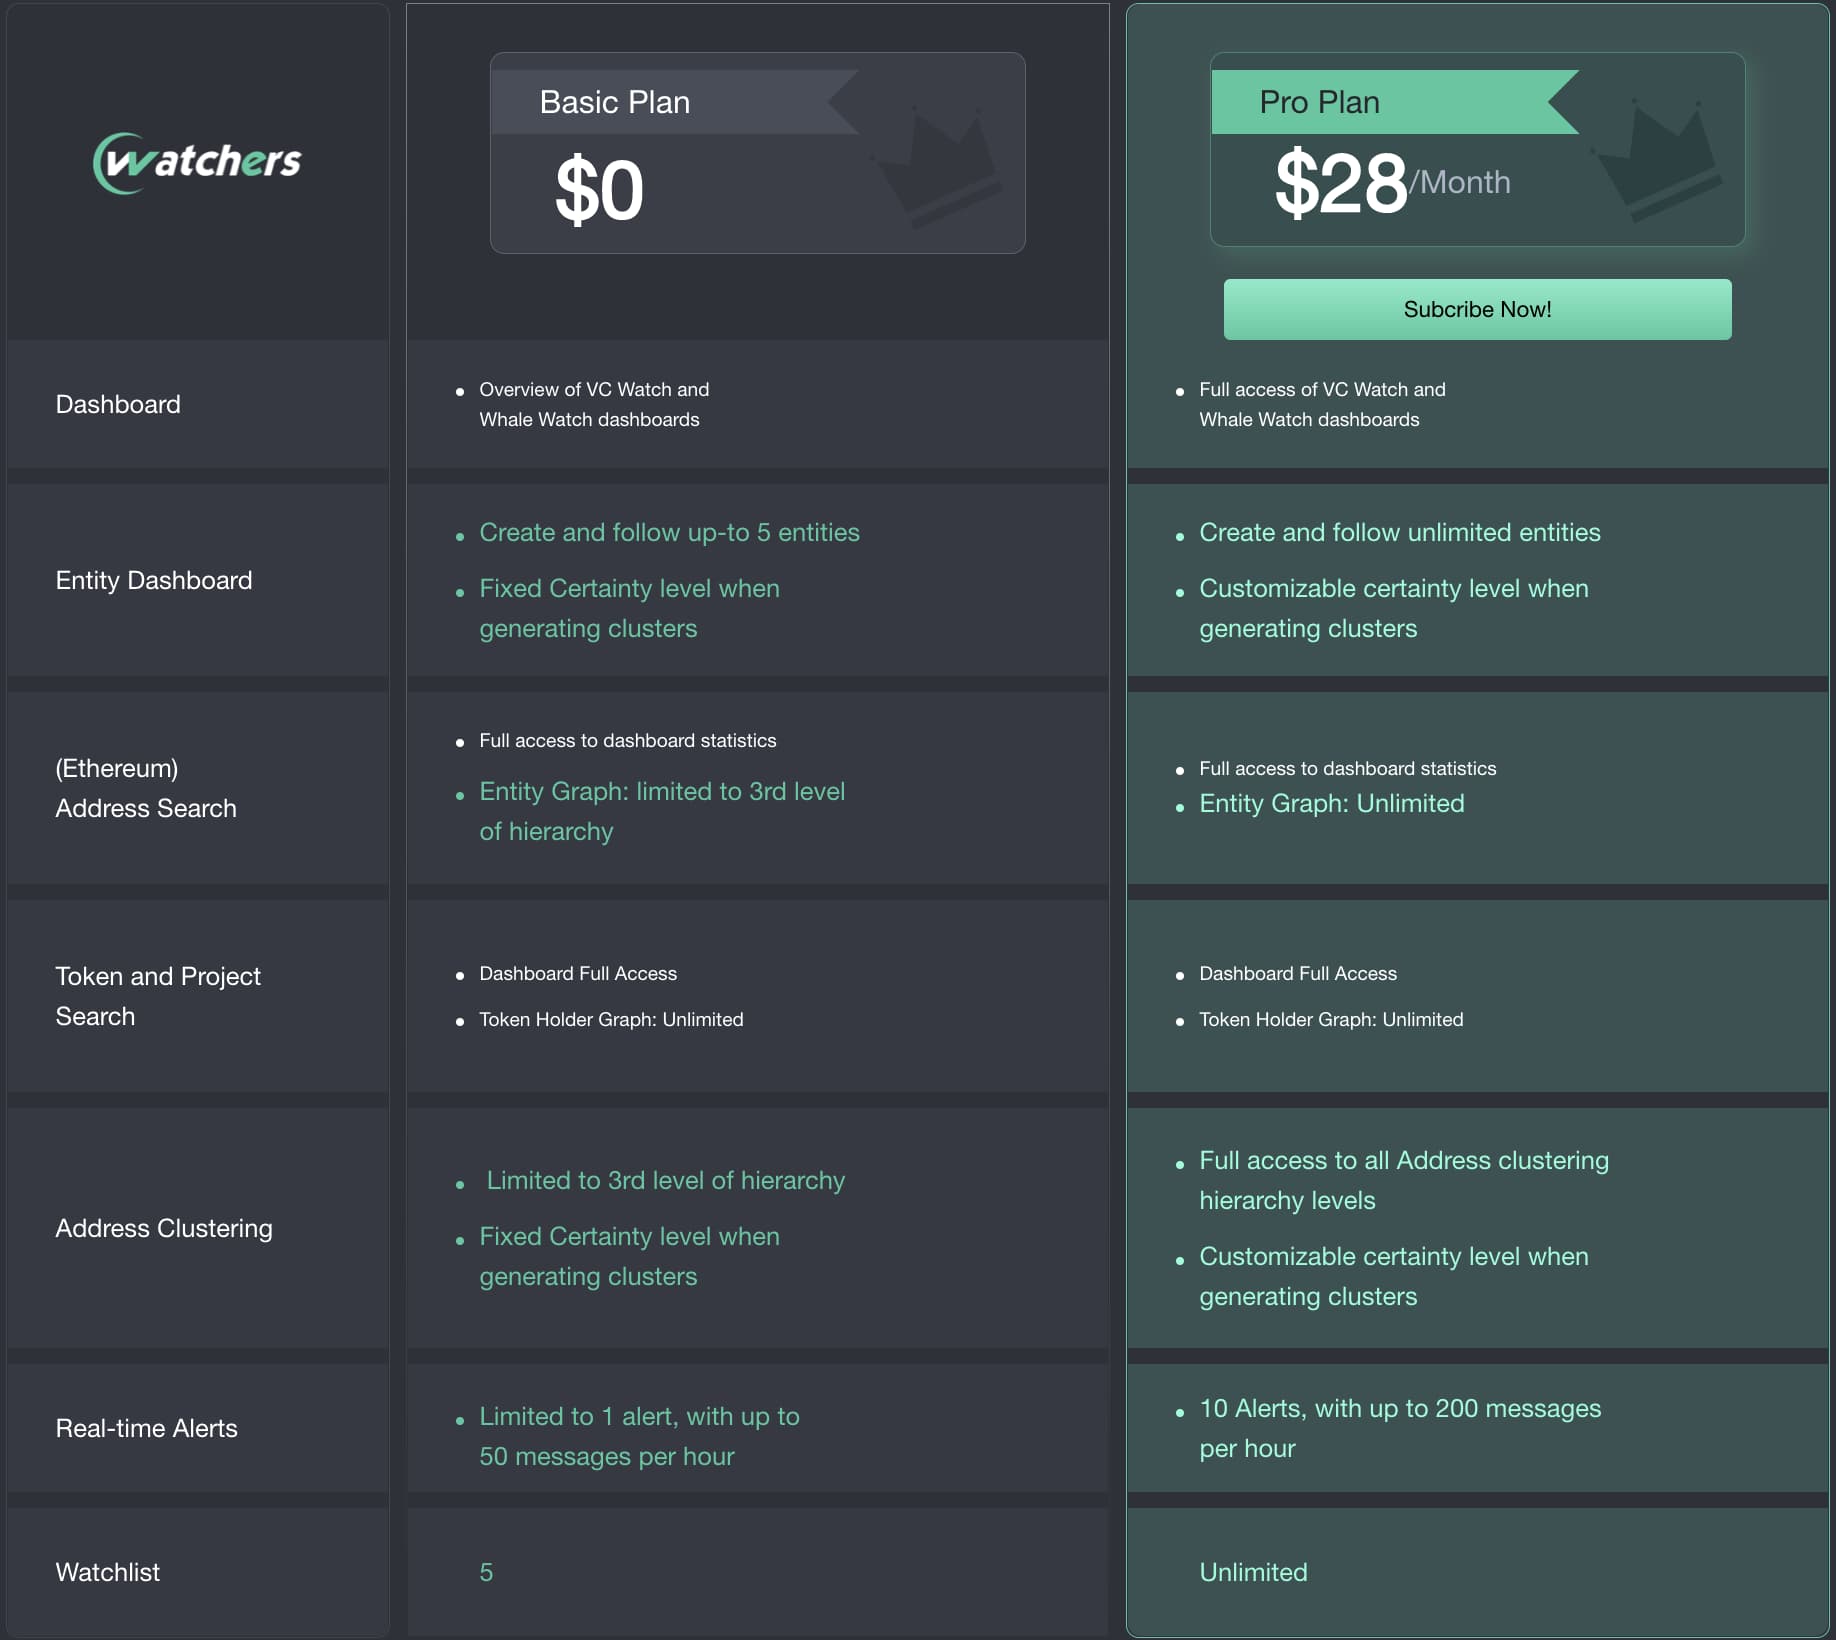 Watchers
Basic Plan
$0
Pro Plan
$28/Month
Subcribe Now!
Dashboard
• Overview of VC Watch and
Whale Watch dashboards
• Full access of VC Watch and
Whale Watch dashboards
Entity Dashboard
• Create and follow up-to 5 entities
• Fixed Certainty level when
generating clusters
• Create and follow unlimited entities
• Customizable certainty level when
generating clusters
(Ethereum)
Address Search
• Full access to dashboard statistics
• Entity Graph: limited to 3rd level
of hierarchy
• Full access to dashboard statistics
• Entity Graph: Unlimited
Token and Project
Search
• Dashboard Full Access
• Token Holder Graph: Unlimited
• Dashboard Full Access
• Token Holder Graph: Unlimited
Address Clustering
• Limited to 3rd level of hierarchy
• Fixed Certainty level when
generating clusters
• Full access to all Address clustering
hierarchy levels
• Customizable certainty level when
generating clusters
Real-time Alerts
• Limited to 1 alert, with up to
50 messages per hour
• 10 Alerts, with up to 200 messages
per hour
Watchlist
5
Unlimited